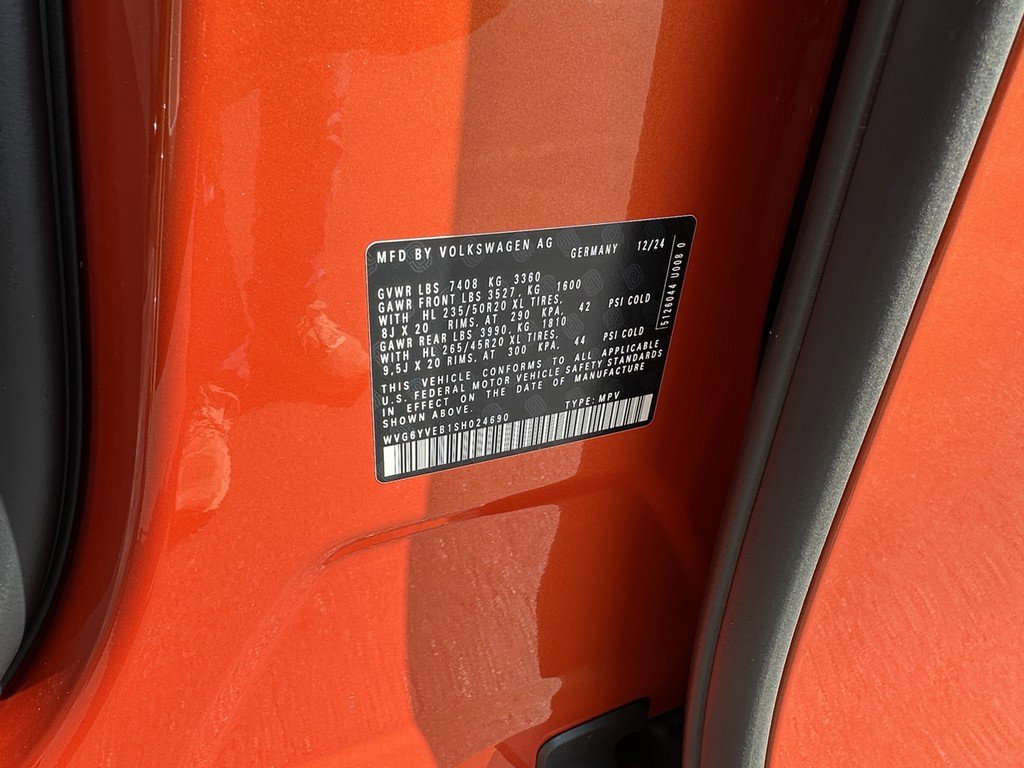 MFD BY VOLKSWAGEN AG GERMANY 12/24
GVWR LBS 7408 KG 3360
GAWR FRONT LBS 3527, KG 1600
WITH HL 235/50R20 XL TIRES,
8J X 20 RIMS, AT 290 KPA, 42 PSI COLD
GAWR REAR LBS 3990, KG 1810
WITH HL 265/45R20 XL TIRES,
9,5J X 20 RIMS, AT 300 KPA, 44 PSI COLD
THIS VEHICLE CONFORMS TO ALL APPLICABLE
U.S. FEDERAL MOTOR VEHICLE SAFETY STANDARDS
IN EFFECT ON THE DATE OF MANUFACTURE
SHOWN ABOVE. TYPE: MPV
WVG6YVEB1SH024690
5126044 U008 0